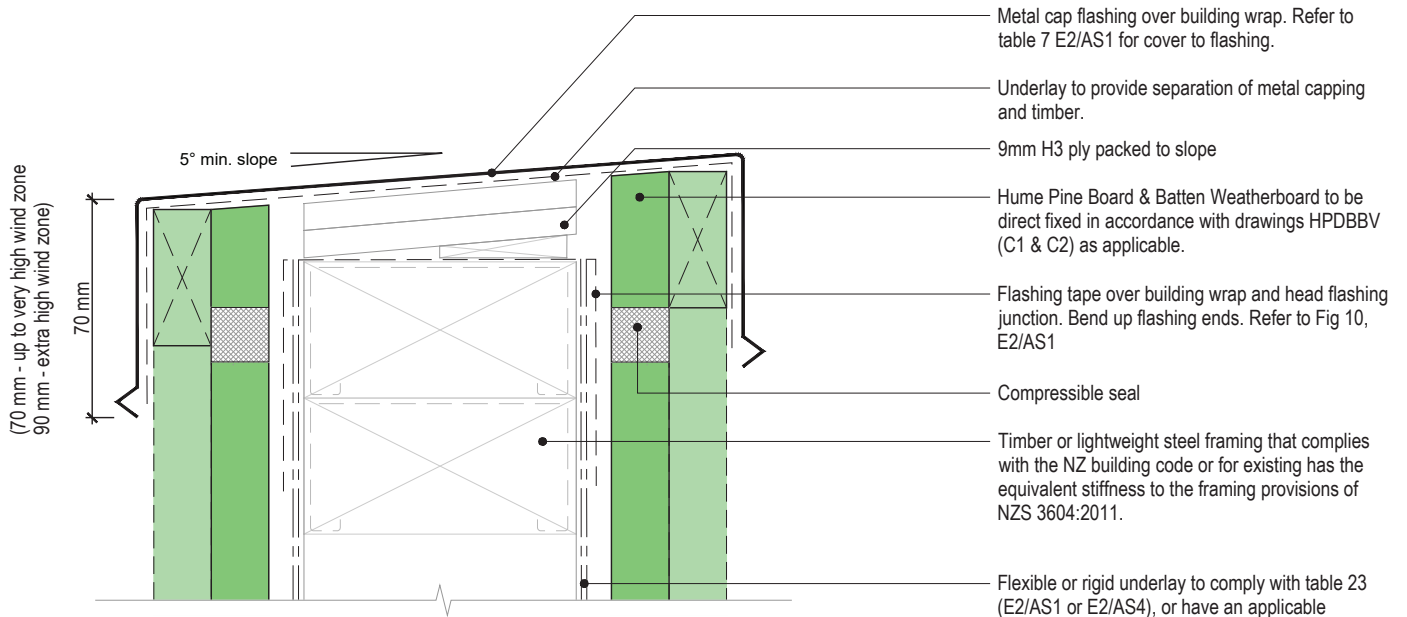 Metal cap flashing over building wrap. Refer to
table 7 E2/AS1 for cover to flashing.
Underlay to provide separation of metal capping
and timber.
9mm H3 ply packed to slope
Hume Pine Board & Batten Weatherboard to be
direct fixed in accordance with drawings HPDBBV
(C1 & C2) as applicable.
Flashing tape over building wrap and head flashing
junction. Bend up flashing ends. Refer to Fig 10,
E2/AS1
Compressible seal
Timber or lightweight steel framing that complies
with the NZ building code or for existing has the
equivalent stiffness to the framing provisions of
NZS 3604:2011.
Flexible or rigid underlay to comply with table 23
(E2/AS1 or E2/AS4), or have an applicable
5° min. slope
(70 mm - up to very high wind zone
90 mm - extra high wind zone)
70 mm